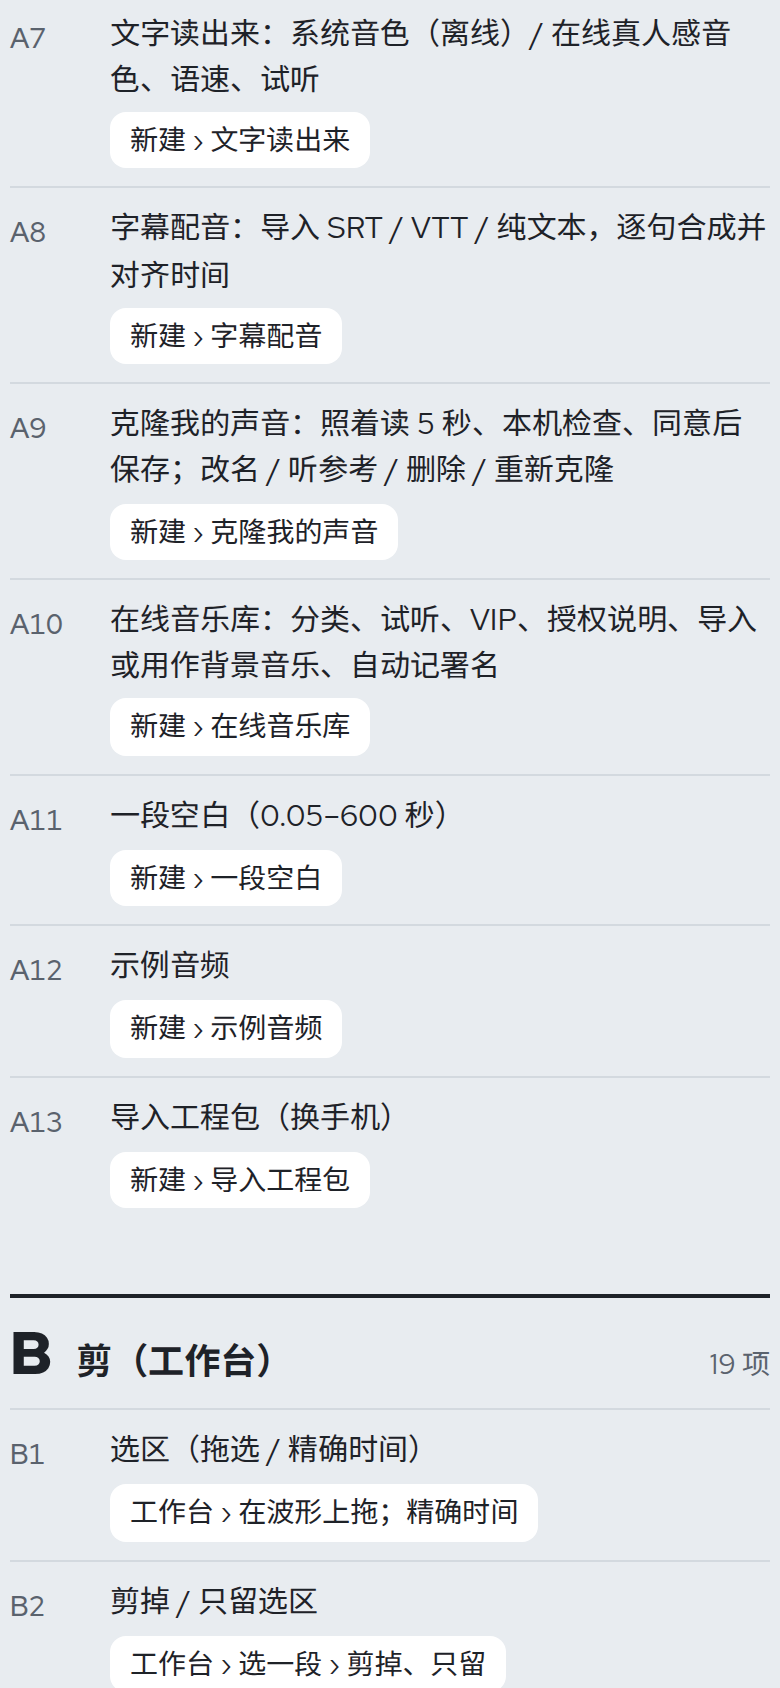 A7
文字读出来：系统音色（离线）/ 在线真人感音
色、语速、试听
新建 › 文字读出来
A8
字幕配音：导入 SRT / VTT / 纯文本，逐句合成并
对齐时间
新建 › 字幕配音
A9
克隆我的声音：照着读 5 秒、本机检查、同意后
保存；改名 / 听参考 / 删除 / 重新克隆
新建 › 克隆我的声音
A10
在线音乐库：分类、试听、VIP、授权说明、导入
或用作背景音乐、自动记署名
新建 › 在线音乐库
A11
一段空白（0.05–600 秒）
新建 › 一段空白
A12
示例音频
新建 › 示例音频
A13
导入工程包（换手机）
新建 › 导入工程包
B 剪（工作台） 19 项
B1
选区（拖选 / 精确时间）
工作台 › 在波形上拖；精确时间
B2
剪掉 / 只留选区
工作台 › 选一段 › 剪掉、只留